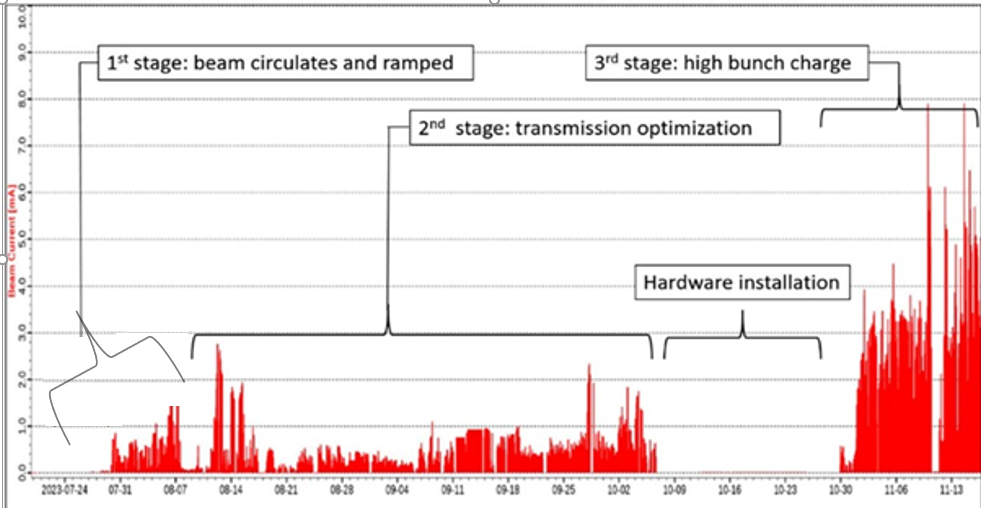 10.0
1st stage: beam circulates and ramped
3rd stage: high bunch charge
9.0
8.0
2nd stage: transmission optimization
7.0
6.0
5.0
Beam Current [mA]
Hardware installation
4.0
3.0
2.0
1.0
0.0
2023-07-24 07-31 08-07 08-14 08-21 08-28 09-04 09-11 09-18 09-25 10-02 10-09 10-16 10-23 10-30 11-06 11-13